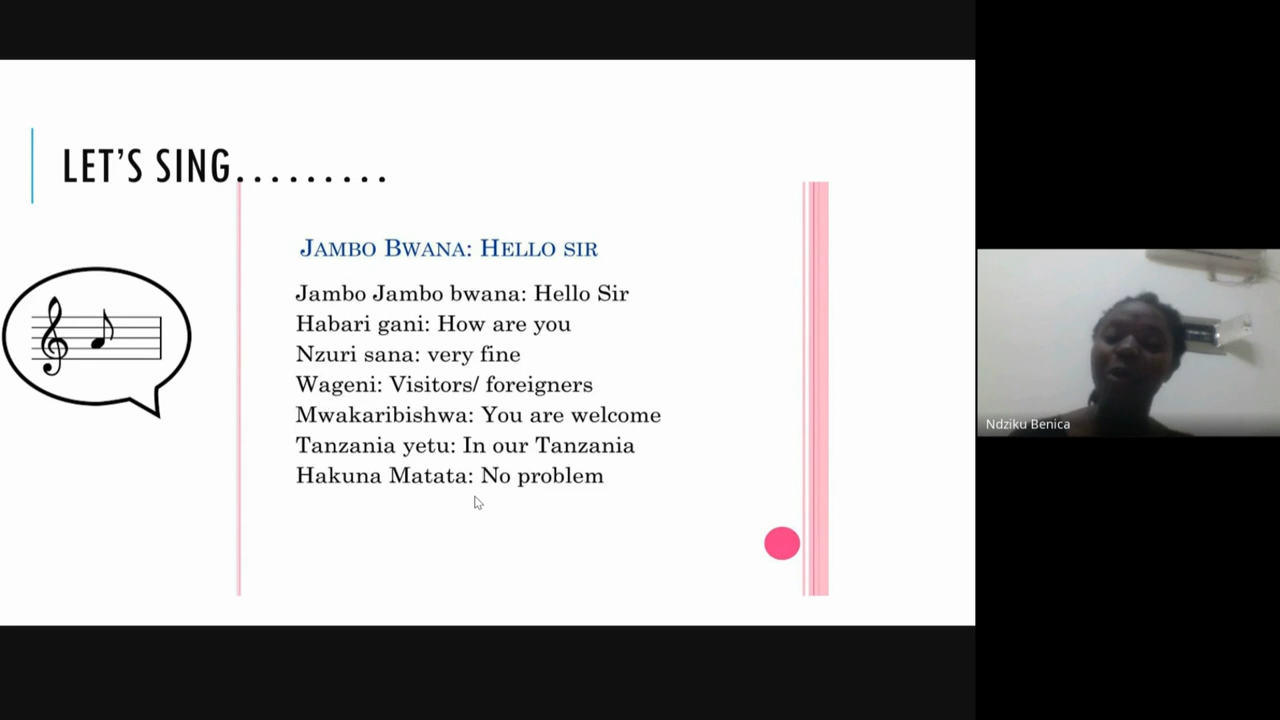 LET'S SING.........
JAMBO BWANA: HELLO SIR
Jambo Jambo bwana: Hello Sir
Habari gani: How are you
Nzuri sana: very fine
Wageni: Visitors/ foreigners
Mwakaribishwa: You are welcome
Tanzania yetu: In our Tanzania
Hakuna Matata: No problem
Ndziku Benica